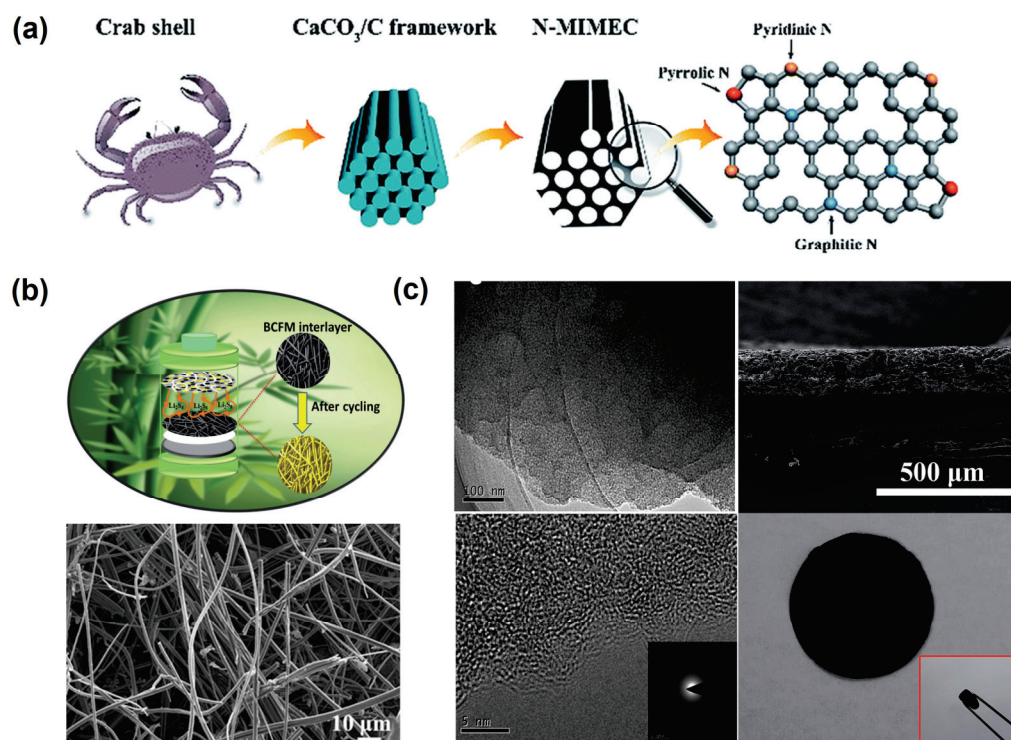 (a)
Crab shell
CaCO₃/C framework
N-MIMEC
Pyridinic N
Pyrrolic N
Graphitic N
(b)
BCFM interlayer
After cycling
10 μm
(c)
100 nm
500 μm
5 nm